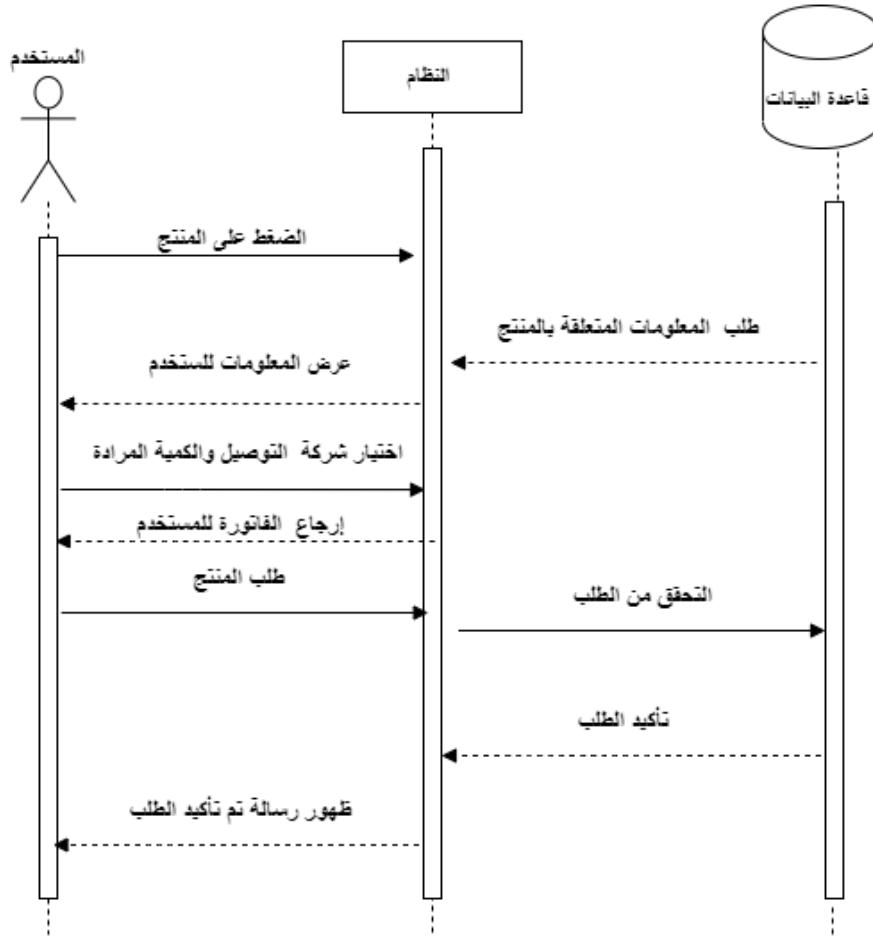 المستخدم
النظام
قاعدة البيانات
الضغط على المنتج
طلب المعلومات المتعلقة بالمنتج
عرض المعلومات للستخدم
اختيار شركة التوصيل والكمية المرادة
إرجاع الفاتورة للمستخدم
طلب المنتج
التحقق من الطلب
تأكيد الطلب
ظهور رسالة تم تأكيد الطلب